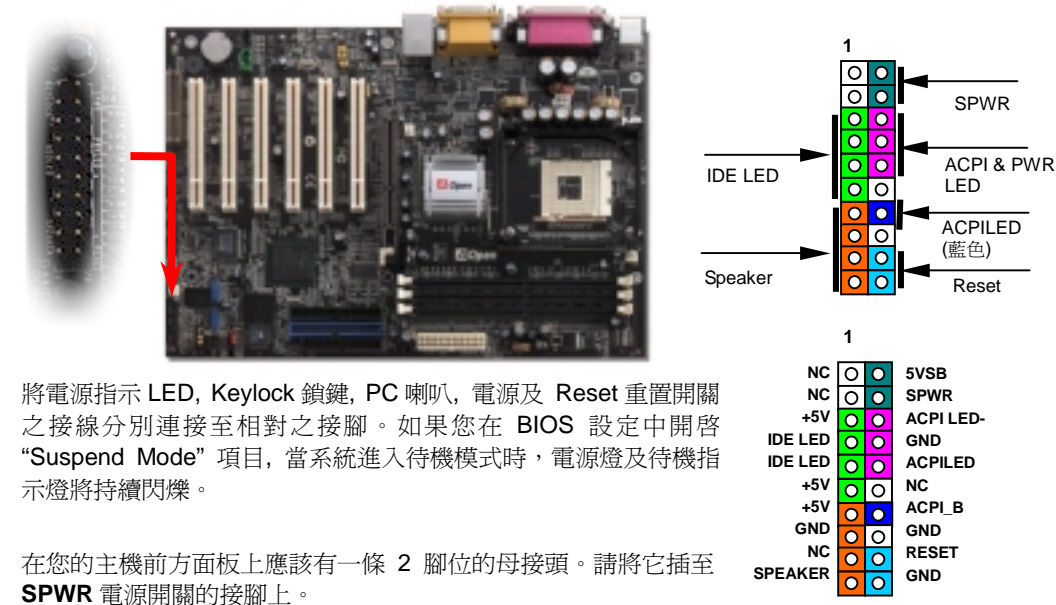 1
SPWR
IDE LED
ACPI & PWR
LED
ACPILED
(藍色)
Speaker
Reset
AOpen
AOpen
將電源指示 LED, Keylock 鎖鍵, PC 喇叭, 電源及 Reset 重置開關
之接線分別連接至相對之接腳。如果您在 BIOS 設定中開啓
“Suspend Mode” 項目, 當系統進入待機模式時，電源燈及待機指
示燈將持續閃爍。
在您的主機前方面板上應該有一條 2 腳位的母接頭。請將它插至
SPWR 電源開關的接腳上。
1
NC 5VSB
NC SPWR
+5V ACPI LED-
IDE LED GND
IDE LED ACPILED
+5V NC
+5V ACPI_B
GND GND
NC RESET
SPEAKER GND